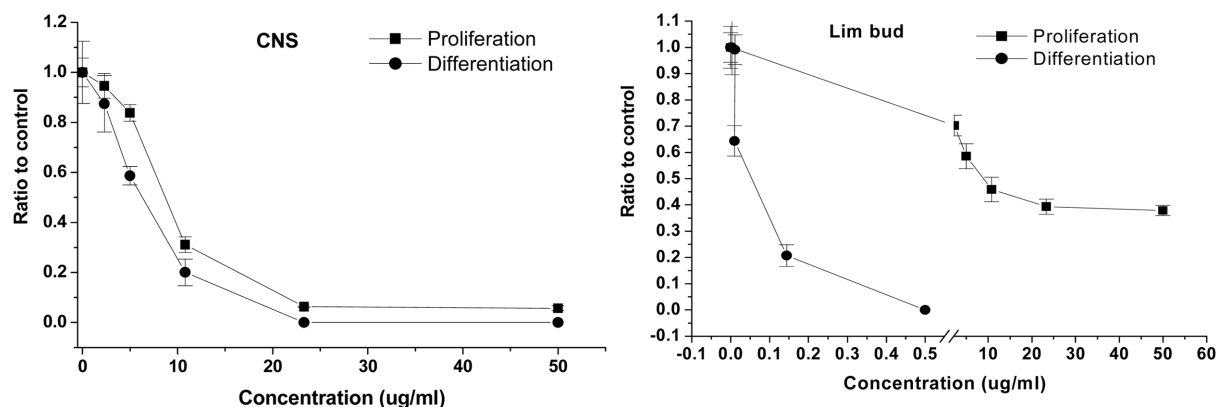 CNS
Proliferation
Differentiation
Ratio to control
1.2
1.0
0.8
0.6
0.4
0.2
0.0
0 10 20 30 40 50
Concentration (ug/ml)
Lim bud
Proliferation
Differentiation
Ratio to control
1.1
1.0
0.9
0.8
0.7
0.6
0.5
0.4
0.3
0.2
0.1
0.0
-0.1
-0.1 0.0 0.1 0.2 0.3 0.4 0.5 10 20 30 40 50 60
Concentration (ug/ml)